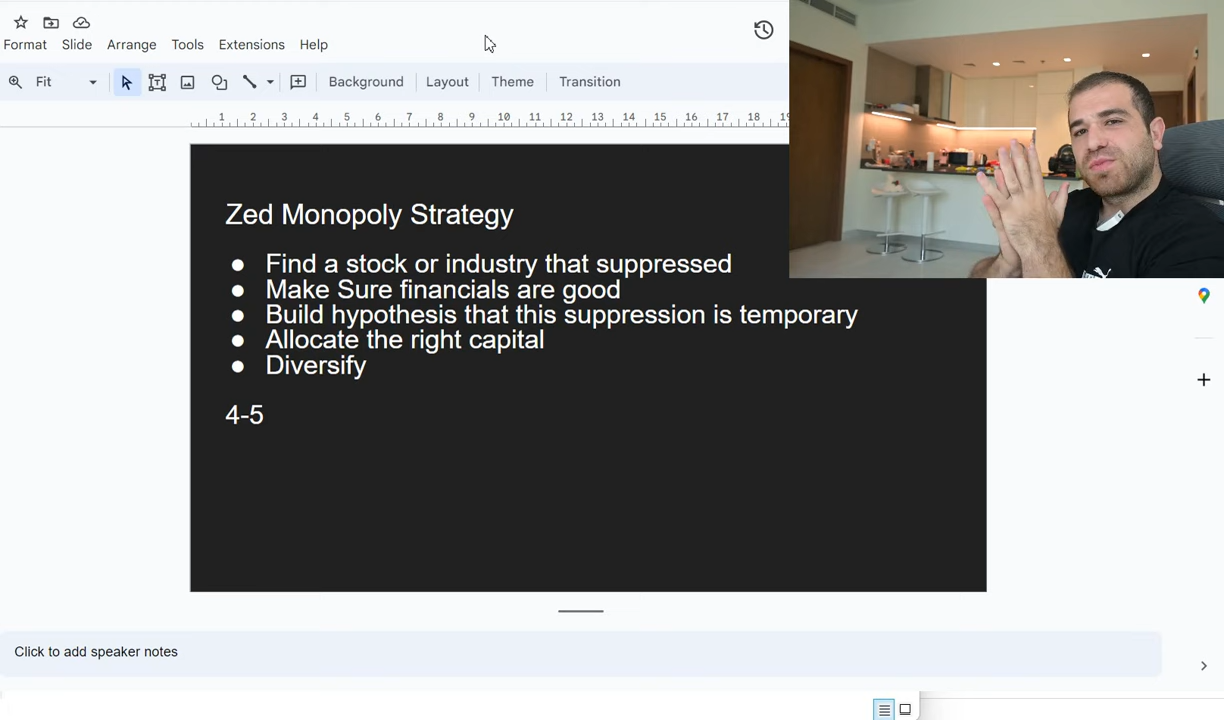 Format Slide Arrange Tools Extensions Help
Fit Background Layout Theme Transition
1 2 3 4 5 6 7 8 9 10 11 12 13 14 15 16 17 18 19
Zed Monopoly Strategy
● Find a stock or industry that suppressed
● Make Sure financials are good
● Build hypothesis that this suppression is temporary
● Allocate the right capital
● Diversify
4-5
Click to add speaker notes